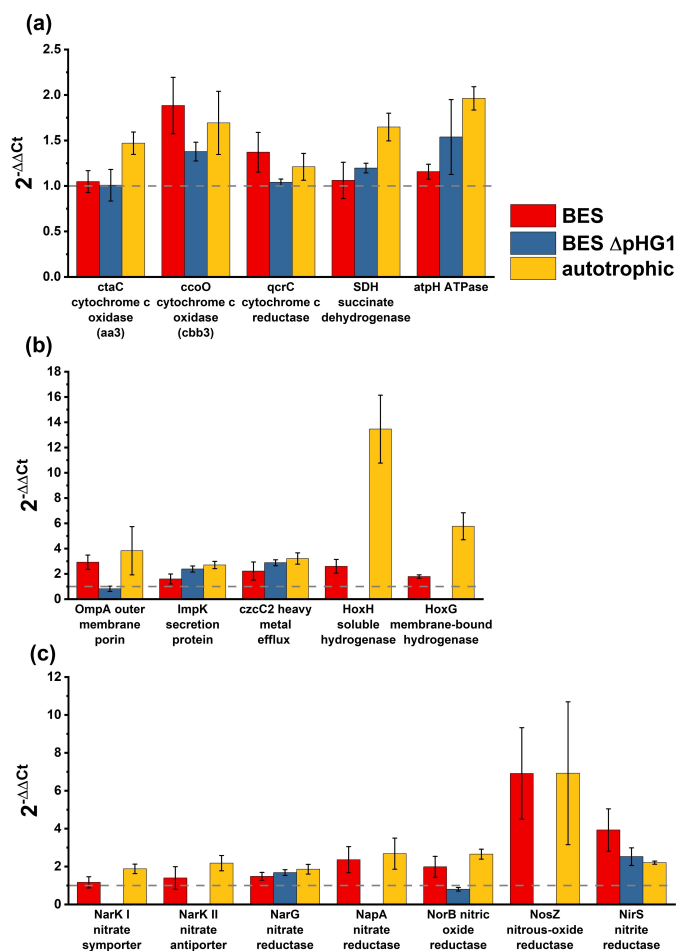 (a)
2.5
2.0
1.5
1.0
0.5
0.0
2^-ΔΔCt
ctaC
cytochrome c
oxidase
(aa3)
ccoO
cytochrome c
oxidase
(cbb3)
qcrC
cytochrome c
reductase
SDH
succinate
dehydrogenase
atpH ATPase
BES
BES ΔpHG1
autotrophic
(b)
18
16
14
12
10
8
6
4
2
0
2^-ΔΔCt
OmpA outer
membrane
porin
ImpK
secretion
protein
czcC2 heavy
metal
efflux
HoxH
soluble
hydrogenase
HoxG
membrane-bound
hydrogenase
(c)
12
10
8
6
4
2
0
2^-ΔΔCt
NarK I
nitrate
symporter
NarK II
nitrate
antiporter
NarG
nitrate
reductase
NapA
nitrate
reductase
NorB nitric
oxide
reductase
NosZ
nitrous-oxide
reductase
NirS
nitrite
reductase